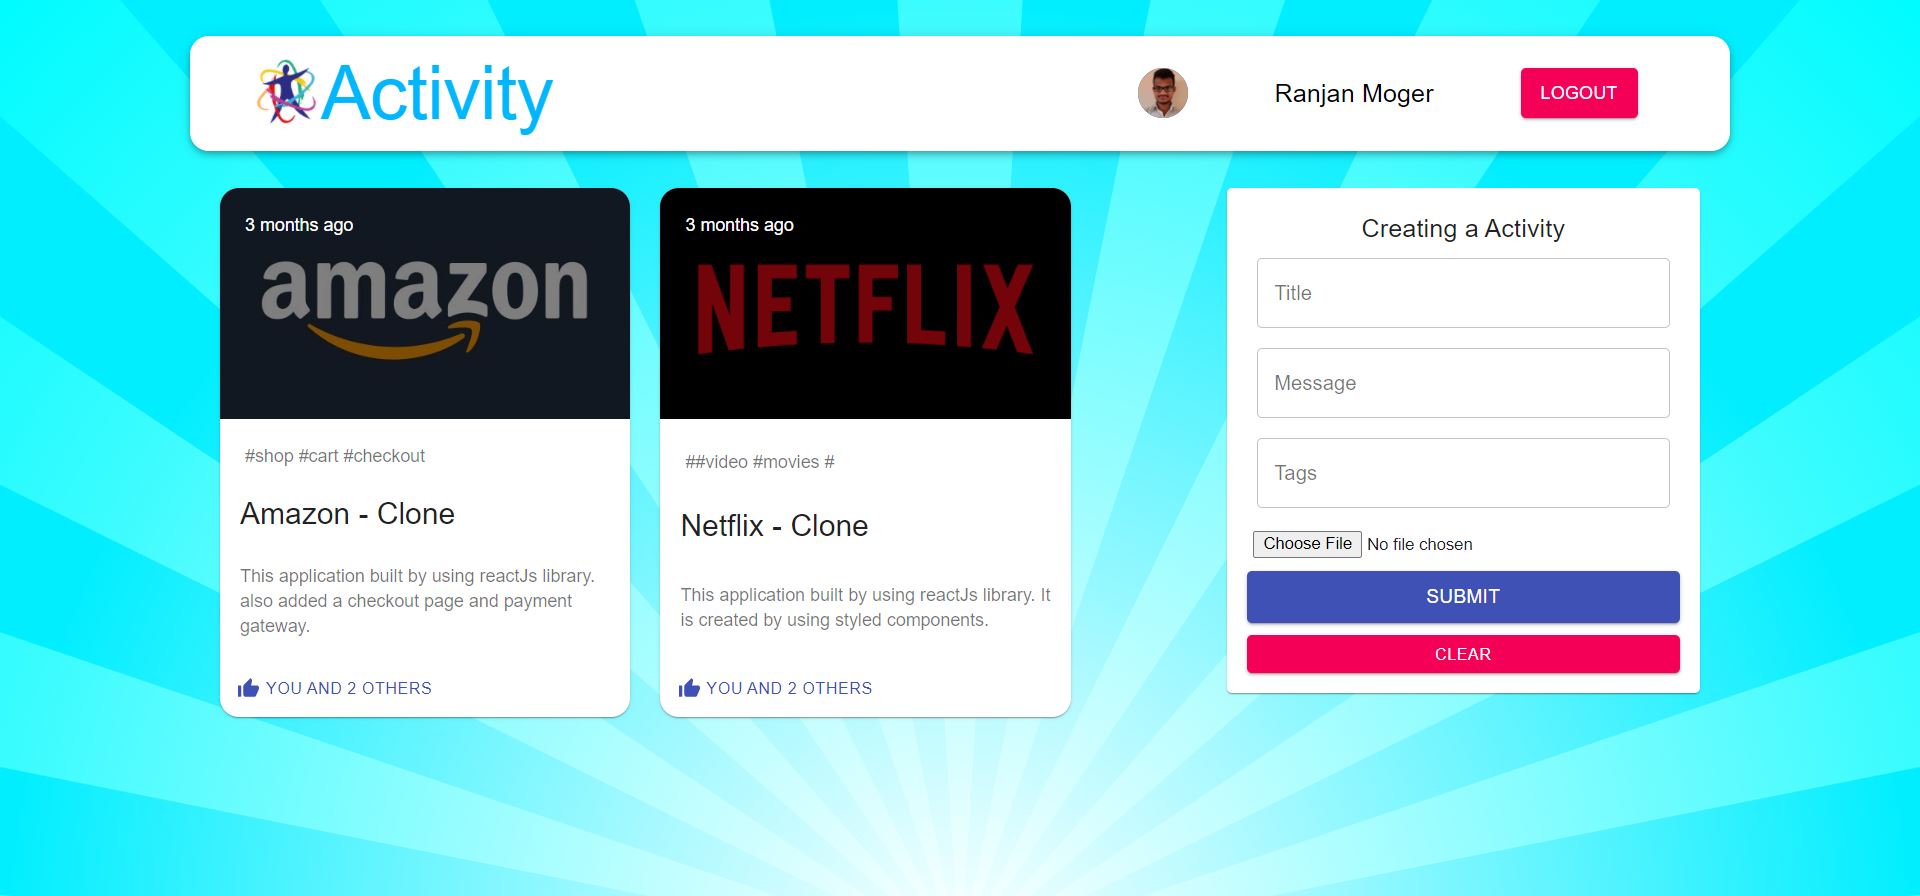 Activity
Ranjan Moger
LOGOUT
3 months ago
amazon
#shop #cart #checkout
Amazon - Clone
This application built by using reactJs library.
also added a checkout page and payment
gateway.
YOU AND 2 OTHERS
3 months ago
NETFLIX
##video #movies #
Netflix - Clone
This application built by using reactJs library. It
is created by using styled components.
YOU AND 2 OTHERS
Creating a Activity
Title
Message
Tags
Choose File No file chosen
SUBMIT
CLEAR